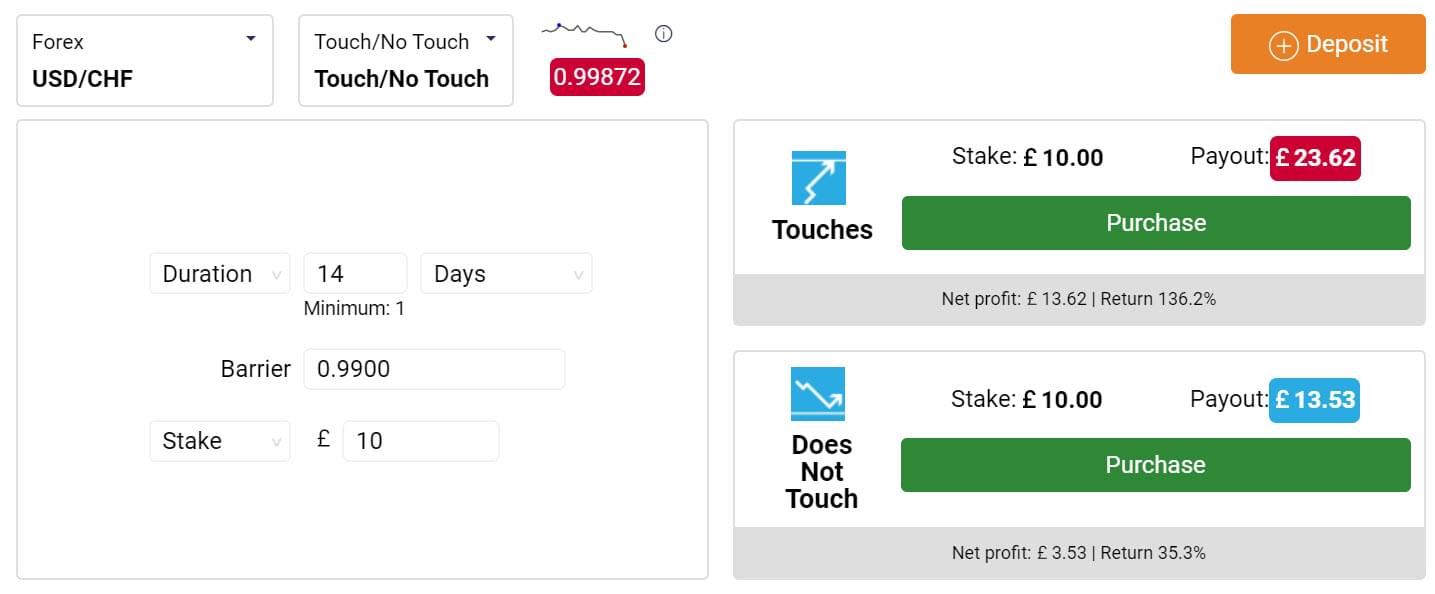 Forex
USD/CHF
Touch/No Touch
Touch/No Touch
0.99872
Deposit
Duration 14 Days
Minimum: 1
Barrier 0.9900
Stake £ 10
Touches
Stake: £ 10.00 Payout: £ 23.62
Purchase
Net profit: £ 13.62 | Return 136.2%
Does
Not
Touch
Stake: £ 10.00 Payout: £ 13.53
Purchase
Net profit: £ 3.53 | Return 35.3%